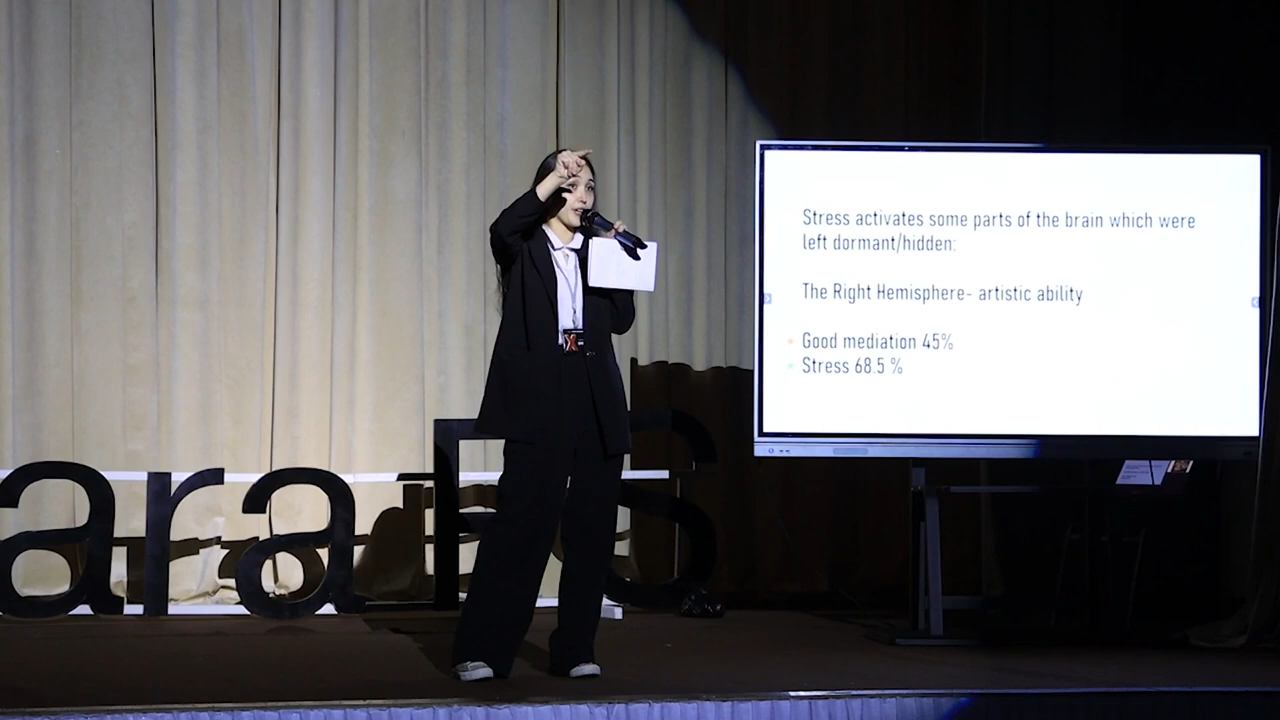 Stress activates some parts of the brain which were
left dormant/hidden:
The Right Hemisphere- artistic ability
Good mediation 45%
Stress 68.5 %
ara
X